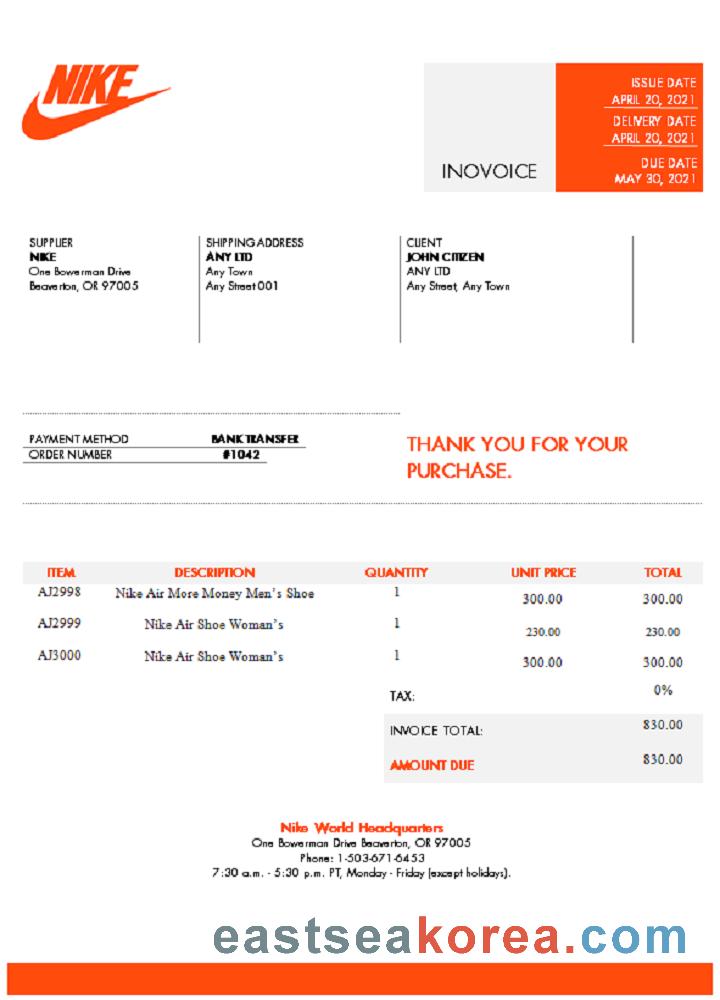 NIKE
ISSUE DATE
APRIL 20, 2021
DELIVERY DATE
APRIL 20, 2021
DUE DATE
MAY 30, 2021
INOVOICE
SUPPLIER
NIKE
One Bowerman Drive
Beaverton, OR 97005
SHIPPING ADDRESS
ANY LTD
Any Town
Any Street 001
CLIENT
JOHN CITIZEN
ANY LTD
Any Street, Any Town
PAYMENT METHOD BANK TRANSFER
ORDER NUMBER #1042
THANK YOU FOR YOUR
PURCHASE.
ITEM DESCRIPTION QUANTITY UNIT PRICE TOTAL
AJ2998 Nike Air More Money Men's Shoe 1 300.00 300.00
AJ2999 Nike Air Shoe Woman's 1 230.00 230.00
AJ3000 Nike Air Shoe Woman's 1 300.00 300.00
TAX: 0%
INVOICE TOTAL: 830.00
AMOUNT DUE 830.00
Nike World Headquarters
One Bowerman Drive Beaverton, OR 97005
Phone: 1-503-671-6453
7:30 a.m. - 5:30 p.m. PT, Monday - Friday (except holidays).
eastseakorea.com